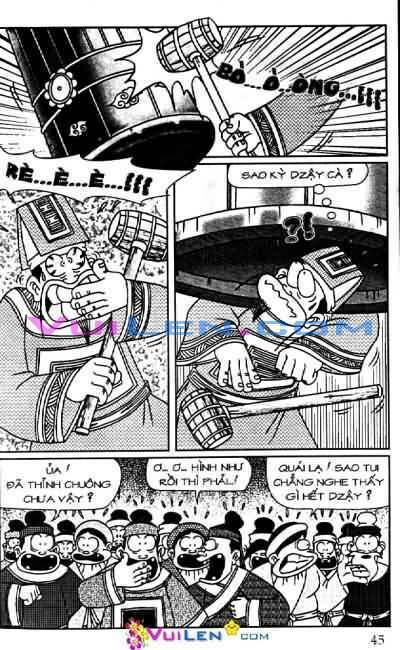 BÒ...Ò...ÒNG...!!!
RÈ...È...È...!!!
SAO KỲ DZẬY CÀ ?
?!
VUILEN.COM
ỦA!
ĐÃ THỈNH CHUÔNG
CHƯA VẬY ?
Ơ... Ơ... HÌNH NHƯ
RỒI THÌ PHẢI!
QUÁI LẠ! SAO TUI
CHẲNG NGHE THẤY
GÌ HẾT DZẬY ?
45
VUILEN.COM